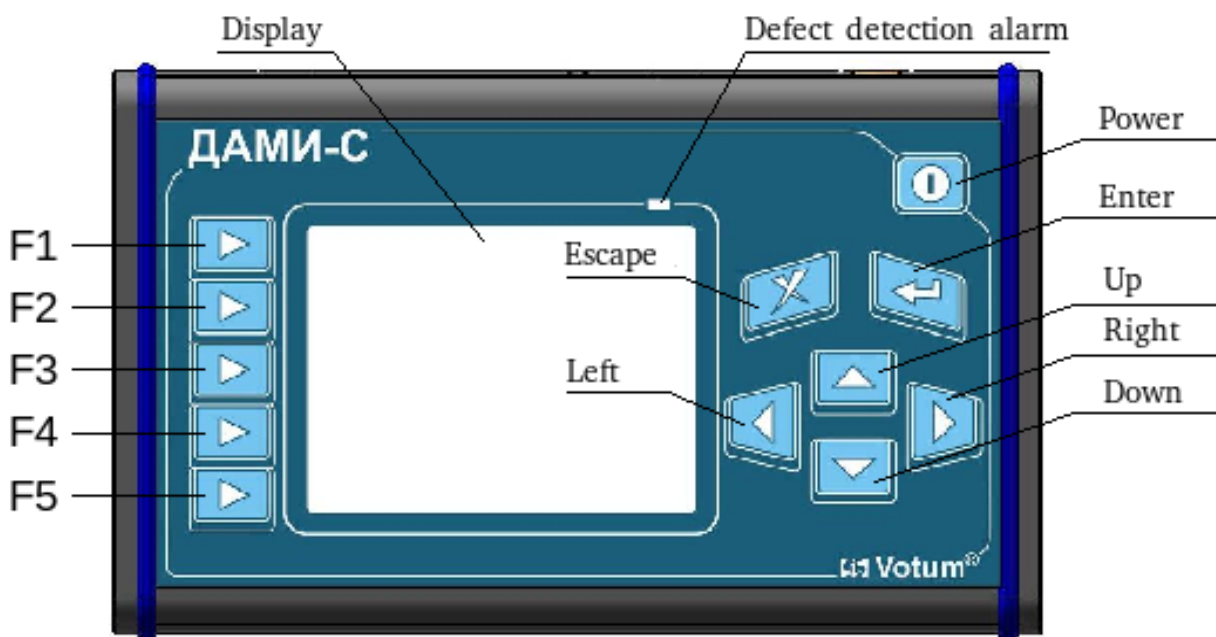 Display
Defect detection alarm
Power
ДАМИ-С
Enter
F1
Escape
Up
F2
Right
F3
Left
Down
F4
F5
Votum®